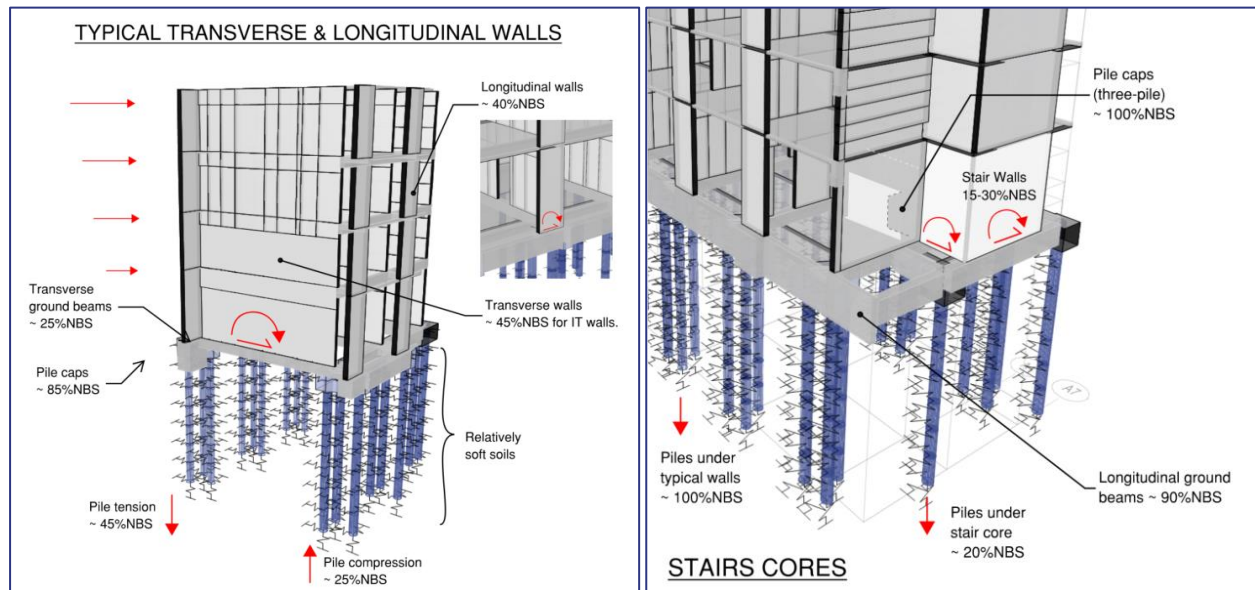 TYPICAL TRANSVERSE & LONGITUDINAL WALLS
Longitudinal walls
~ 40%NBS
Transverse
ground beams
~ 25%NBS
Transverse walls
~ 45%NBS for IT walls.
Pile caps
~ 85%NBS
Relatively
soft soils
Pile tension
~ 45%NBS
Pile compression
~ 25%NBS
Pile caps
(three-pile)
~ 100%NBS
Stair Walls
15-30%NBS
A7
Piles under
typical walls
~ 100%NBS
Longitudinal ground
beams ~ 90%NBS
Piles under
stair core
~ 20%NBS
STAIRS CORES